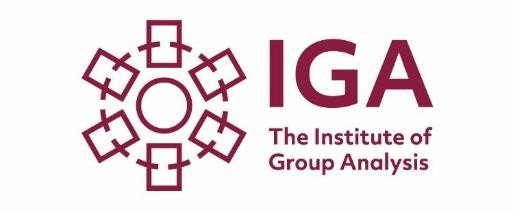 IGA
The Institute of
Group Analysis